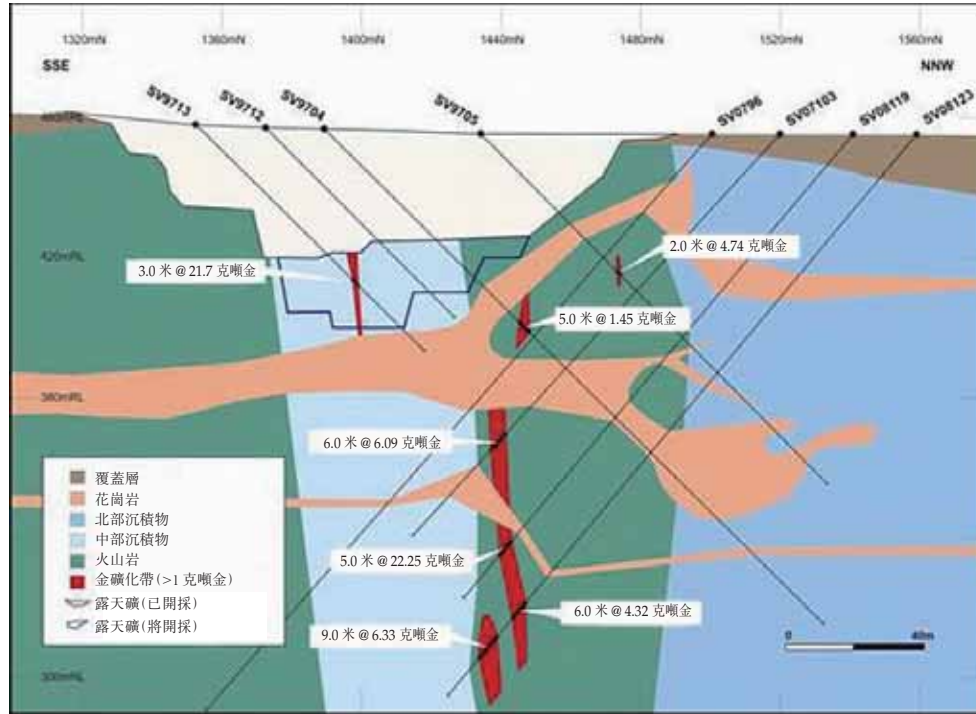 1320mN 1360mN 1400mN 1440mN 1480mN 1520mN 1560mN
SSE NNW
SV9713 SV9712 SV9704 SV9705 SV0796 SV07103 SV08119 SV08123
420mRL
3.0 米 @ 21.7 克/噸金
2.0 米 @ 4.74 克/噸金
5.0 米 @ 1.45 克/噸金
380mRL
6.0 米 @ 6.09 克/噸金
覆蓋層
花崗岩
北部沉積物
中部沉積物
火山岩
金礦化帶(>1 克/噸金)
露天礦(已開採)
露天礦(將開採)
5.0 米 @ 22.25 克/噸金
6.0 米 @ 4.32 克/噸金
9.0 米 @ 6.33 克/噸金
0 40m
300mRL